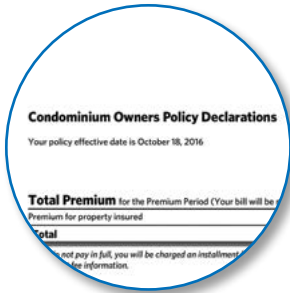 Condominium Owners Policy Declarations
Your policy effective date is October 18, 2016
Total Premium for the Premium Period (Your bill will be
Premium for property insured
Total
not pay in full, you will be charged an installment
fee information.